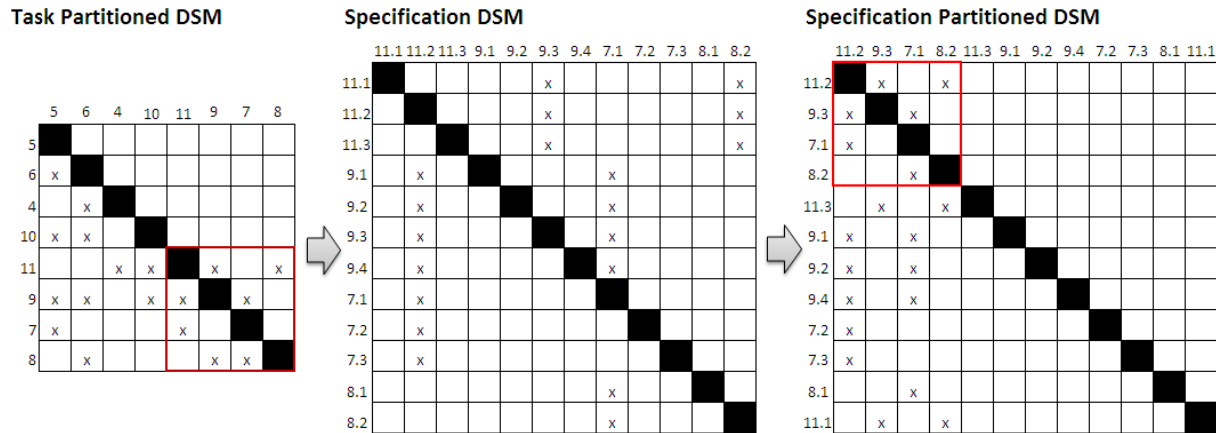 Task Partitioned DSM
5 6 4 10 11 9 7 8
5
6 x
4 x
10 x x
11 x x x x
9 x x x x x
7 x x
8 x x x
Specification DSM
11.1 11.2 11.3 9.1 9.2 9.3 9.4 7.1 7.2 7.3 8.1 8.2
11.1 x x
11.2 x x
11.3 x x
9.1 x x
9.2 x x
9.3 x x
9.4 x x
7.1 x
7.2 x
7.3 x
8.1 x
8.2 x
Specification Partitioned DSM
11.2 9.3 7.1 8.2 11.3 9.1 9.2 9.4 7.2 7.3 8.1 11.1
11.2 x x
9.3 x x
7.1 x
8.2 x
11.3 x x
9.1 x x
9.2 x x
9.4 x x
7.2 x
7.3 x
8.1 x
11.1 x x